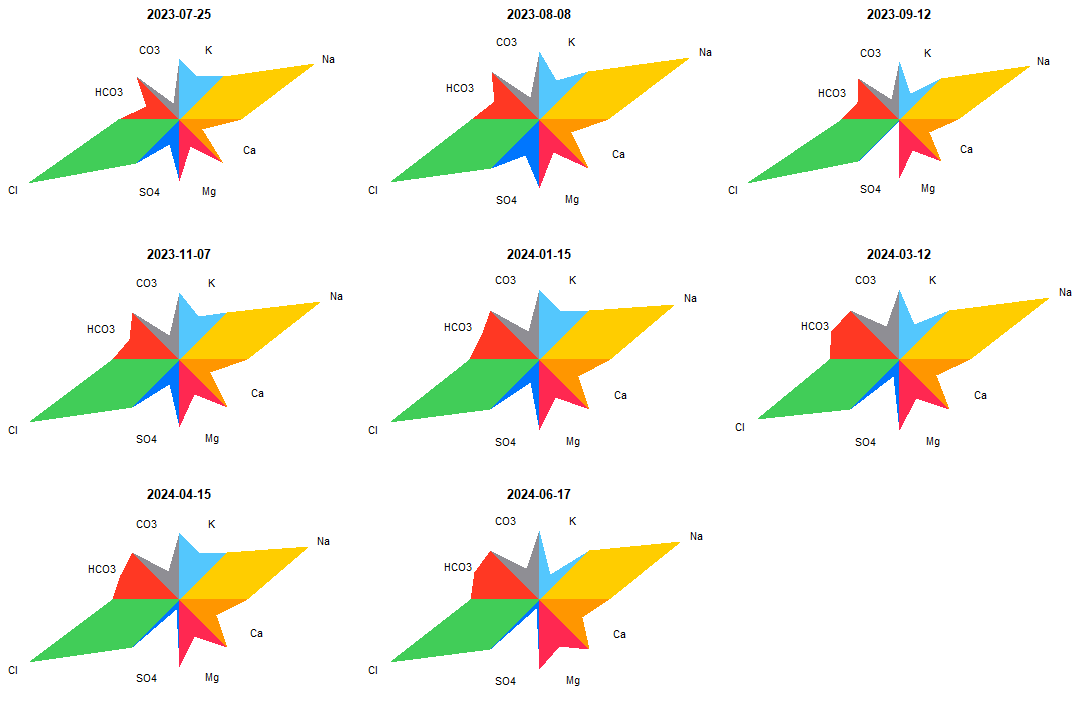 2023-07-25
CO3
K
Na
HCO3
Ca
Cl
SO4
Mg
2023-08-08
CO3
K
Na
HCO3
Ca
Cl
SO4
Mg
2023-09-12
CO3
K
Na
HCO3
Ca
Cl
SO4
Mg
2023-11-07
CO3
K
Na
HCO3
Ca
Cl
SO4
Mg
2024-01-15
CO3
K
Na
HCO3
Ca
Cl
SO4
Mg
2024-03-12
CO3
K
Na
HCO3
Ca
Cl
SO4
Mg
2024-04-15
CO3
K
Na
HCO3
Ca
Cl
SO4
Mg
2024-06-17
CO3
K
Na
HCO3
Ca
Cl
SO4
Mg